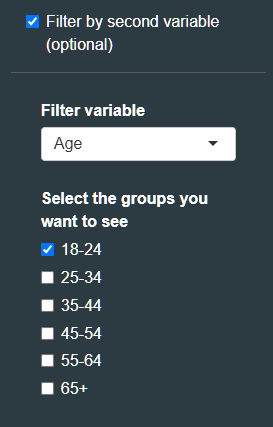 Filter by second variable
(optional)
Filter variable
Age
Select the groups you
want to see
18-24
25-34
35-44
45-54
55-64
65+